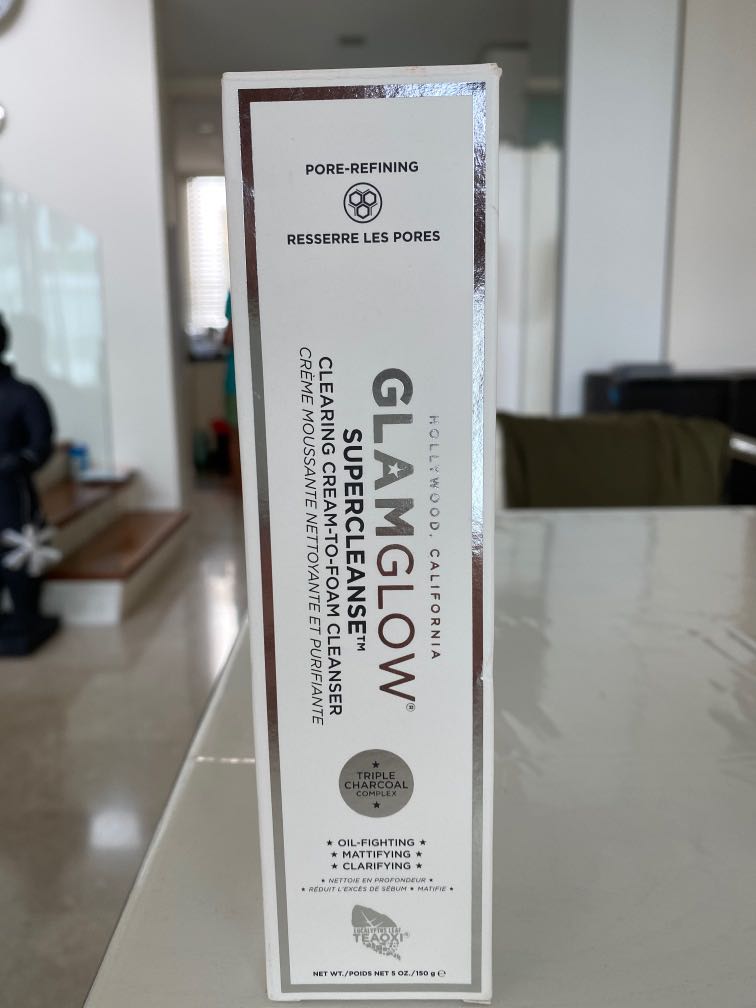 PORE-REFINING
RESSERRE LES PORES
HOLLYWOOD, CALIFORNIA
GLAMGLOW®
SUPERCLEANSE™
CLEARING CREAM-TO-FOAM CLEANSER
CRÈME MOUSSANTE NETTOYANTE ET PURIFIANTE
★
TRIPLE
CHARCOAL
COMPLEX
★
★ OIL-FIGHTING ★
★ MATTIFYING ★
★ CLARIFYING ★
★ NETTOIE EN PROFONDEUR ★
★ RÉDUIT L'EXCÈS DE SÉBUM ★ MATIFIE ★
EUCALYPTUS LEAF
TEAOXI®
NET WT./POIDS NET 5 OZ./150 g ℮